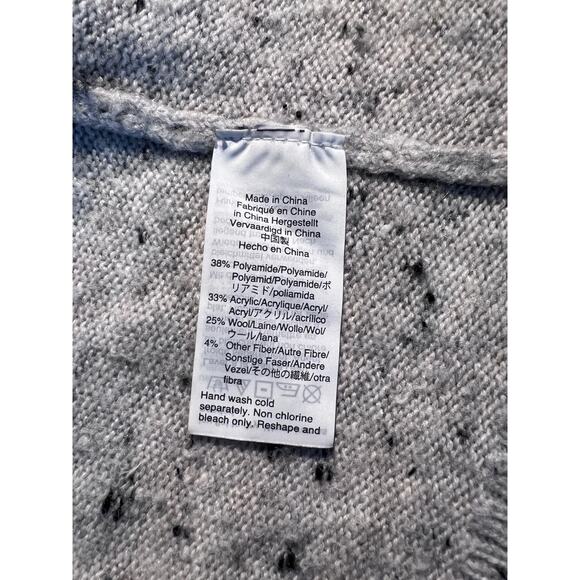 Made in China
Fabriqué en Chine
in China Hergestellt
Vervaardigd in China
中国製
Hecho en China
38% Polyamide/Polyamide/
Polyamid/Polyamide/ポ
リアミド/poliamida
33% Acrylic/Acrylique/Acryl/
Acryl/アクリル/acrílico
25% Wool/Laine/Wolle/Wol/
ウール/lana
4% Other Fiber/Autre Fibre/
Sonstige Faser/Andere
Vezel/その他の繊維/otra
fibra
Hand wash cold
separately. Non chlorine
bleach only. Reshape and